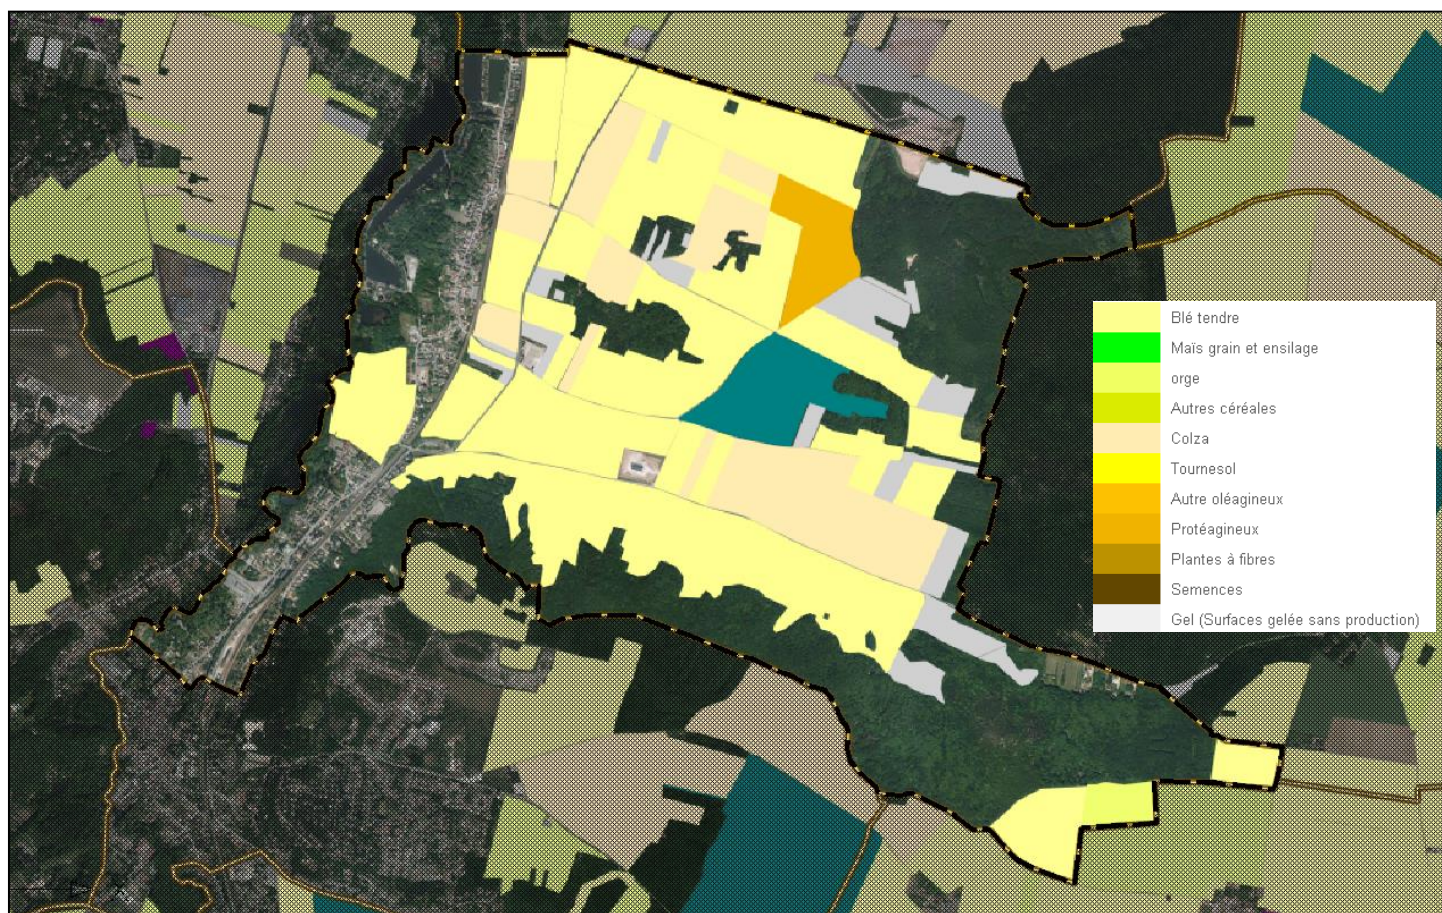 Blé tendre
Maïs grain et ensilage
orge
Autres céréales
Colza
Tournesol
Autre oléagineux
Protéagineux
Plantes à fibres
Semences
Gel (Surfaces gelée sans production)